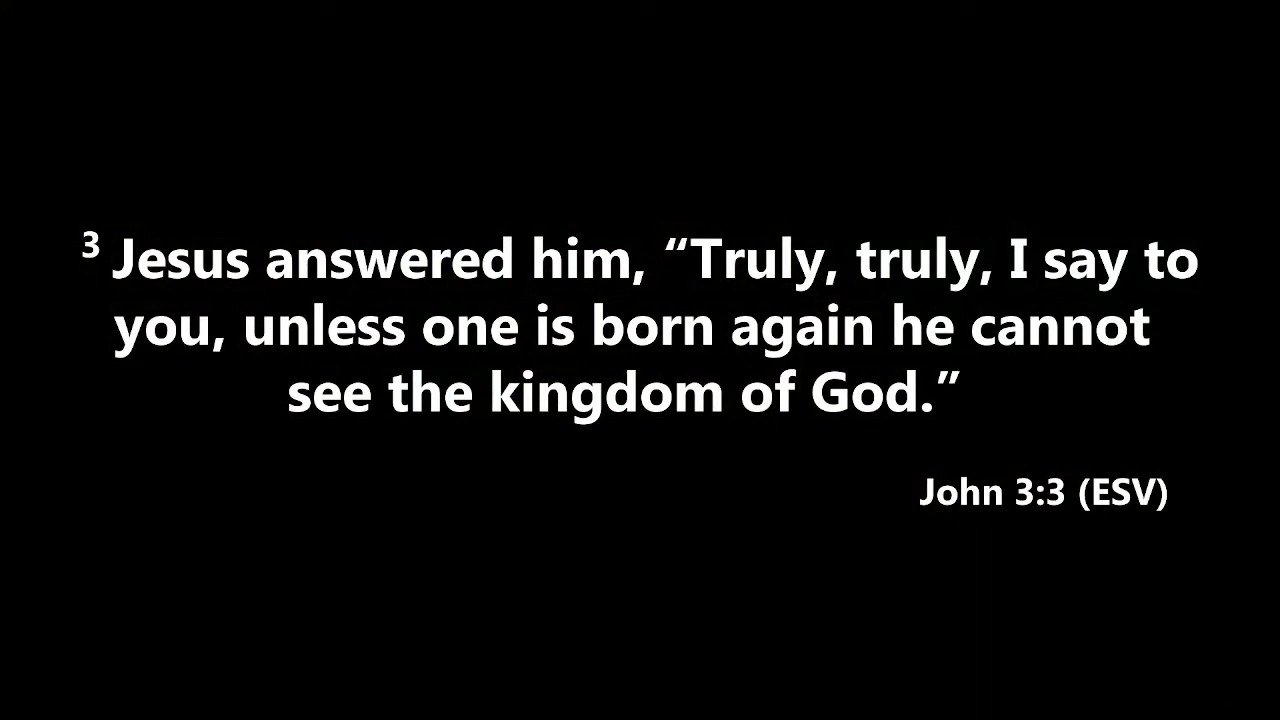 3 Jesus answered him, “Truly, truly, I say to
you, unless one is born again he cannot
see the kingdom of God.”
John 3:3 (ESV)